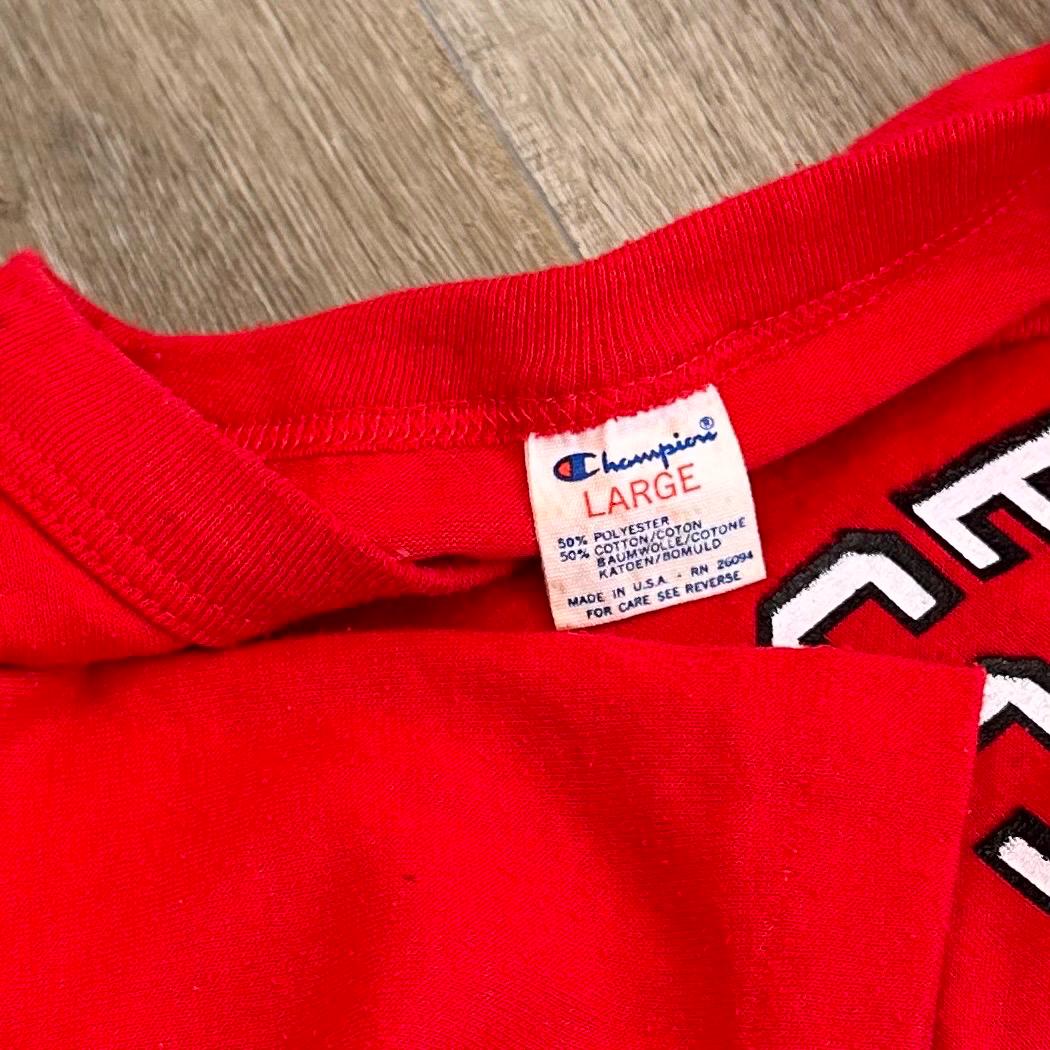 Champion®
LARGE
50% POLYESTER
50% COTTON/COTON
BAUMWOLLE/COTONE
KATOEN/BOMULD
MADE IN U.S.A. - RN 26094
FOR CARE SEE REVERSE